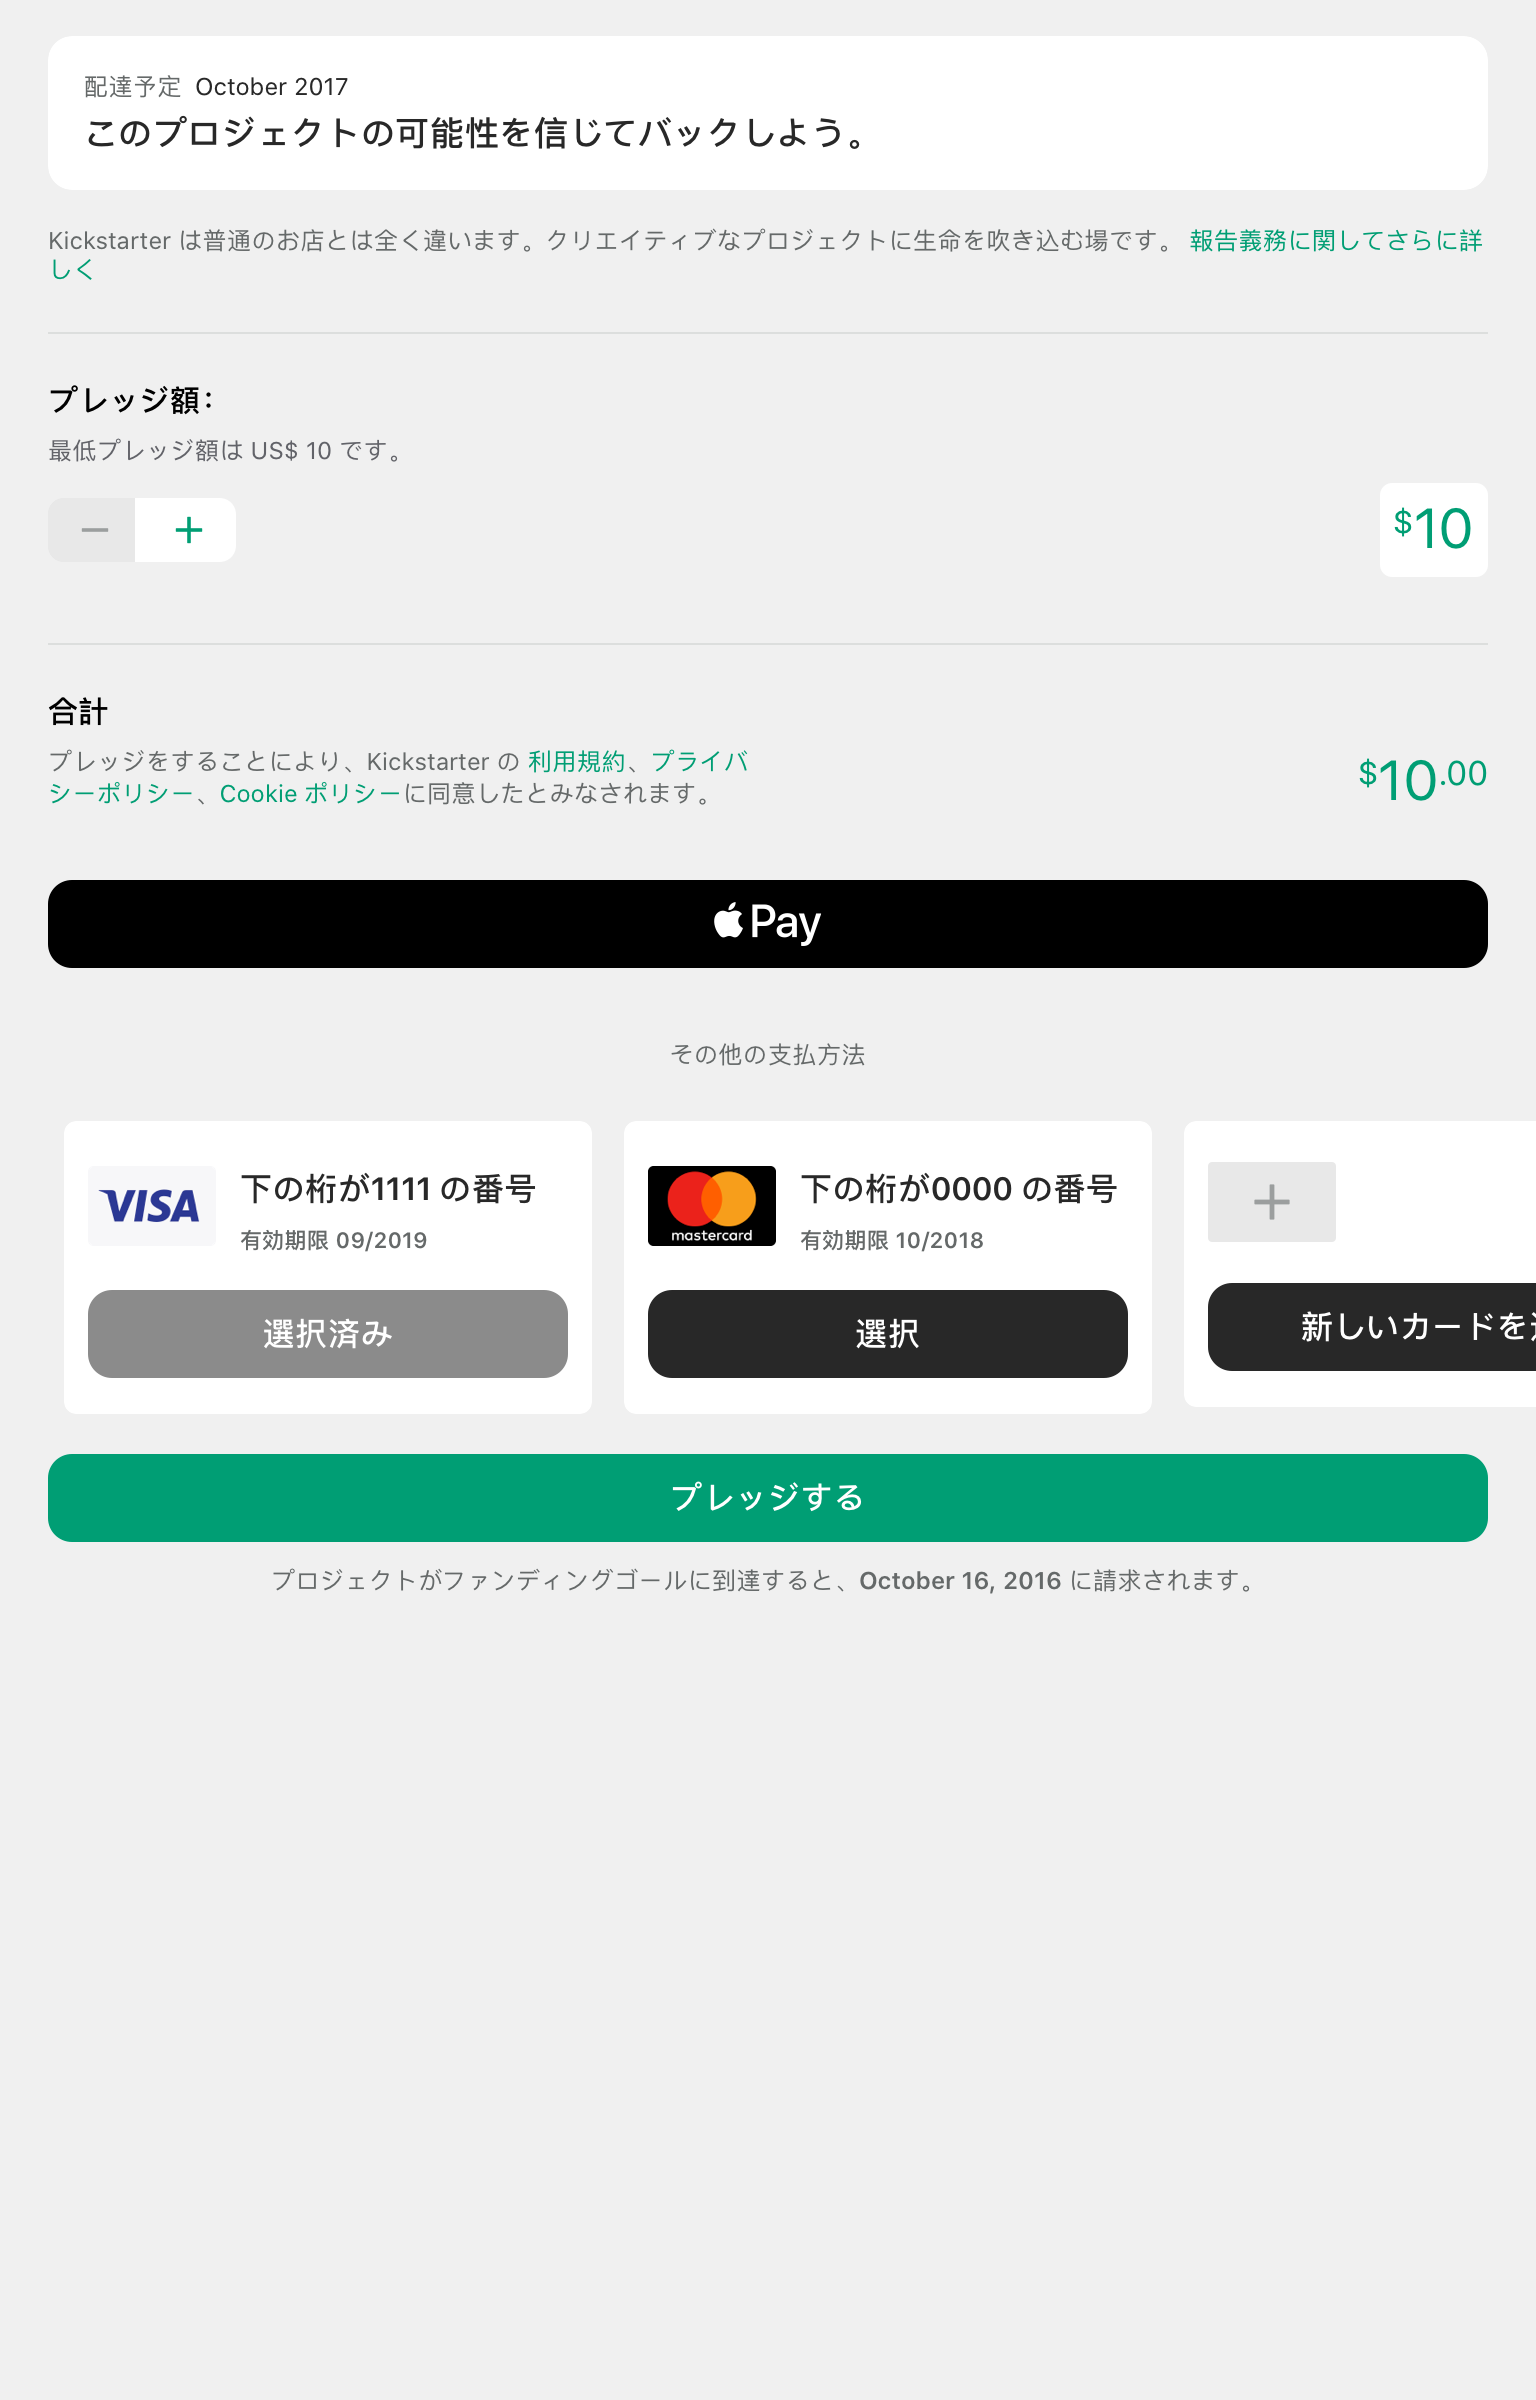 配達予定 October 2017
このプロジェクトの可能性を信じてバックしよう。
Kickstarter は普通のお店とは全く違います。クリエイティブなプロジェクトに生命を吹き込む場です。 報告義務に関してさらに詳
しく
プレッジ額：
最低プレッジ額は US$ 10 です。
$10
合計
プレッジをすることにより、Kickstarter の 利用規約、プライバ
シーポリシー、Cookie ポリシーに同意したとみなされます。
$10.00
Pay
その他の支払方法
VISA
下の桁が1111 の番号
有効期限 09/2019
選択済み
mastercard
下の桁が0000 の番号
有効期限 10/2018
選択
新しいカードを
プレッジする
プロジェクトがファンディングゴールに到達すると、October 16, 2016 に請求されます。